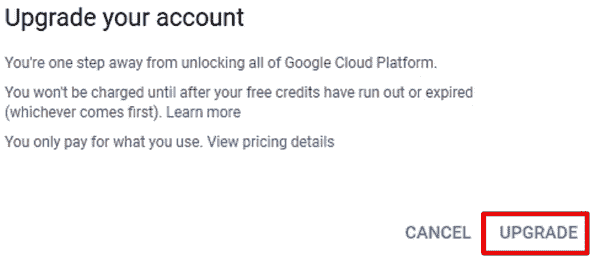 Upgrade your account
You're one step away from unlocking all of Google Cloud Platform.
You won't be charged until after your free credits have run out or expired
(whichever comes first). Learn more
You only pay for what you use. View pricing details
CANCEL UPGRADE